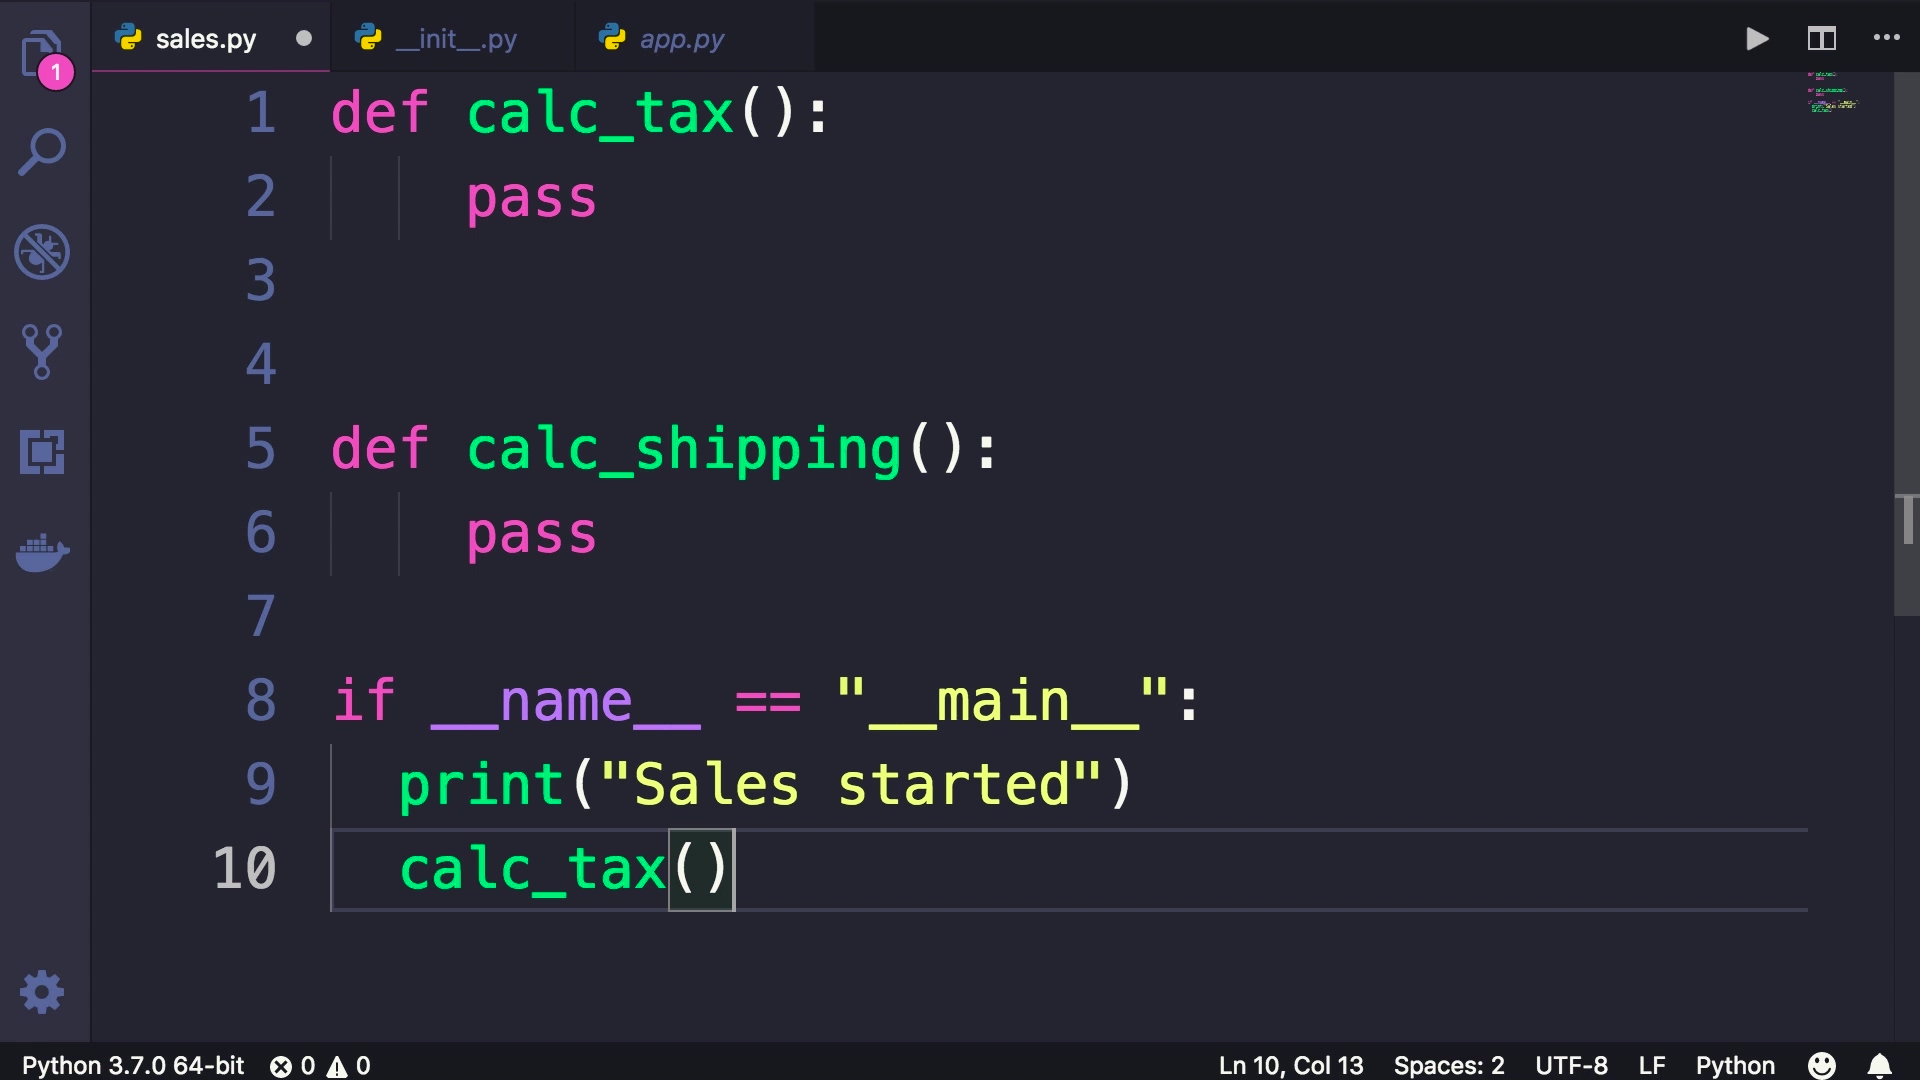 sales.py __init__.py app.py
1
1 def calc_tax():
2 pass
3
4
5 def calc_shipping():
6 pass
7
8 if __name__ == "__main__":
9 print("Sales started")
10 calc_tax()
Python 3.7.0 64-bit 0 0 Ln 10, Col 13 Spaces: 2 UTF-8 LF Python